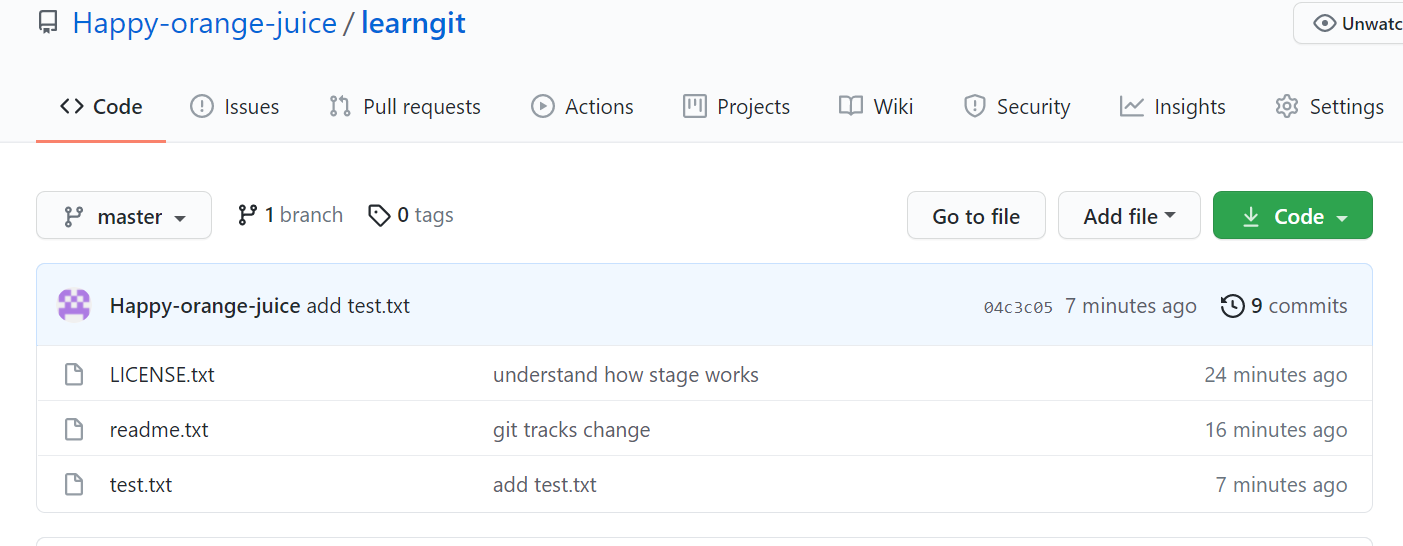 Happy-orange-juice / learngit
Unwatc
Code Issues Pull requests Actions Projects Wiki Security Insights Settings
master 1 branch 0 tags Go to file Add file Code
Happy-orange-juice add test.txt 04c3c05 7 minutes ago 9 commits
LICENSE.txt understand how stage works 24 minutes ago
readme.txt git tracks change 16 minutes ago
test.txt add test.txt 7 minutes ago